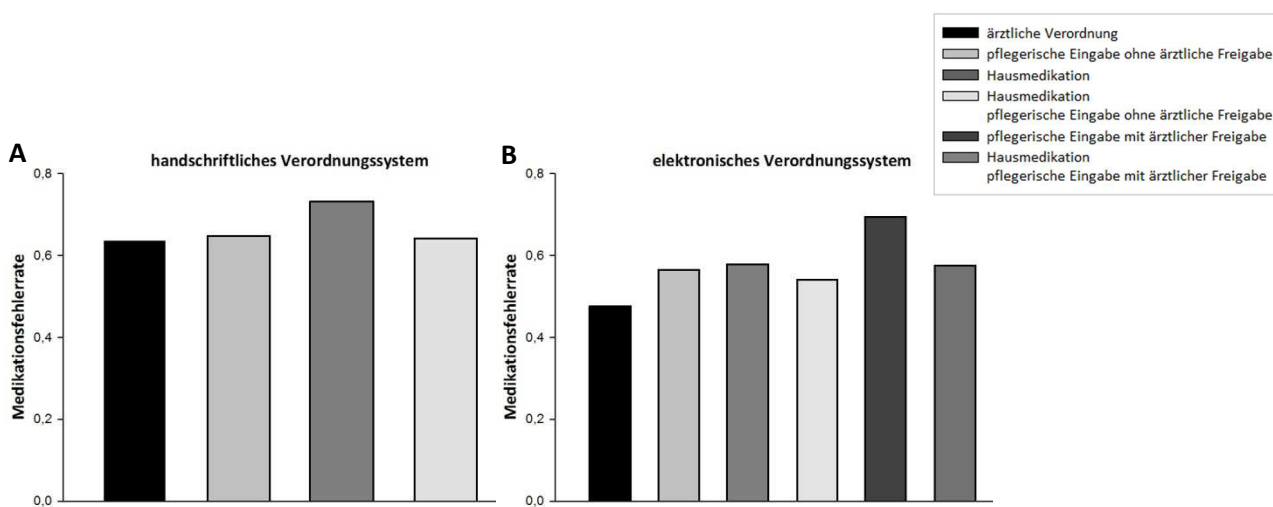 ärztliche Verordnung
pflegerische Eingabe ohne ärztliche Freigabe
Hausmedikation
Hausmedikation
pflegerische Eingabe ohne ärztliche Freigabe
pflegerische Eingabe mit ärztlicher Freigabe
Hausmedikation
pflegerische Eingabe mit ärztlicher Freigabe
A
handschriftliches Verordnungssystem
Medikationsfehlerrate
0,8
0,6
0,4
0,2
0,0
B
elektronisches Verordnungssystem
Medikationsfehlerrate
0,8
0,6
0,4
0,2
0,0